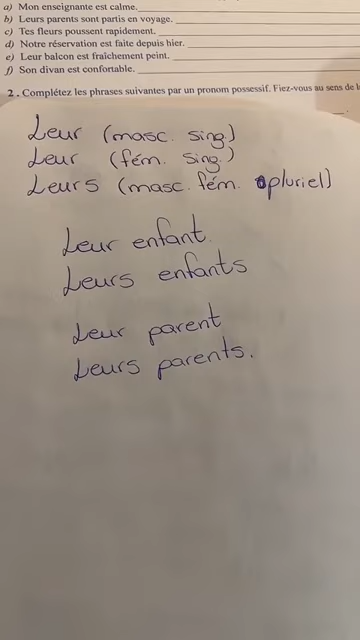 a) Mon enseignante est calme.
b) Leurs parents sont partis en voyage.
c) Tes fleurs poussent rapidement.
d) Notre réservation est faite depuis hier.
e) Leur balcon est fraîchement peint.
f) Son divan est confortable.
2. Complétez les phrases suivantes par un pronom possessif. Fiez-vous au sens de
Leur (masc. sing.)
Leur (fém. sing.)
Leurs (masc. fém. pluriel)
Leur enfant.
Leurs enfants
Leur parent
Leurs parents.